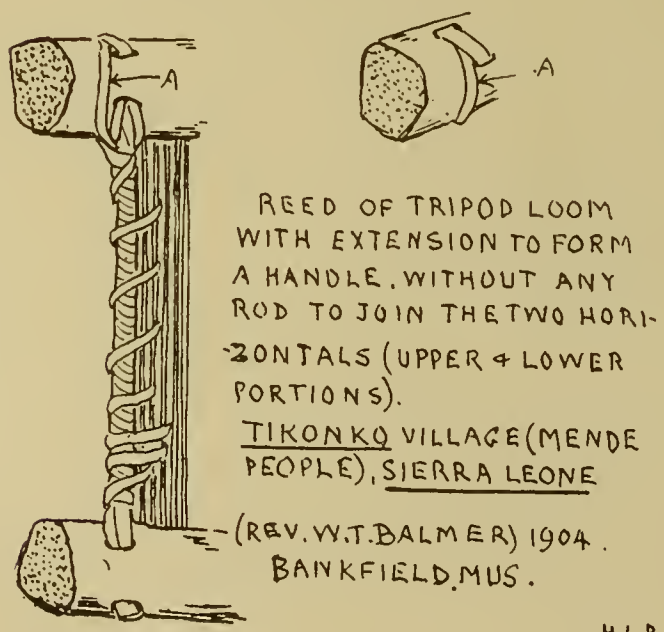 A
A
REED OF TRIPOD LOOM
WITH EXTENSION TO FORM
A HANDLE. WITHOUT ANY
ROD TO JOIN THE TWO HORI-
-ZONTALS (UPPER & LOWER
PORTIONS).
TIKONKO VILLAGE (MENDE
PEOPLE), SIERRA LEONE
(REV. W.T. BALMER) 1904.
BANKFIELD. MUS.